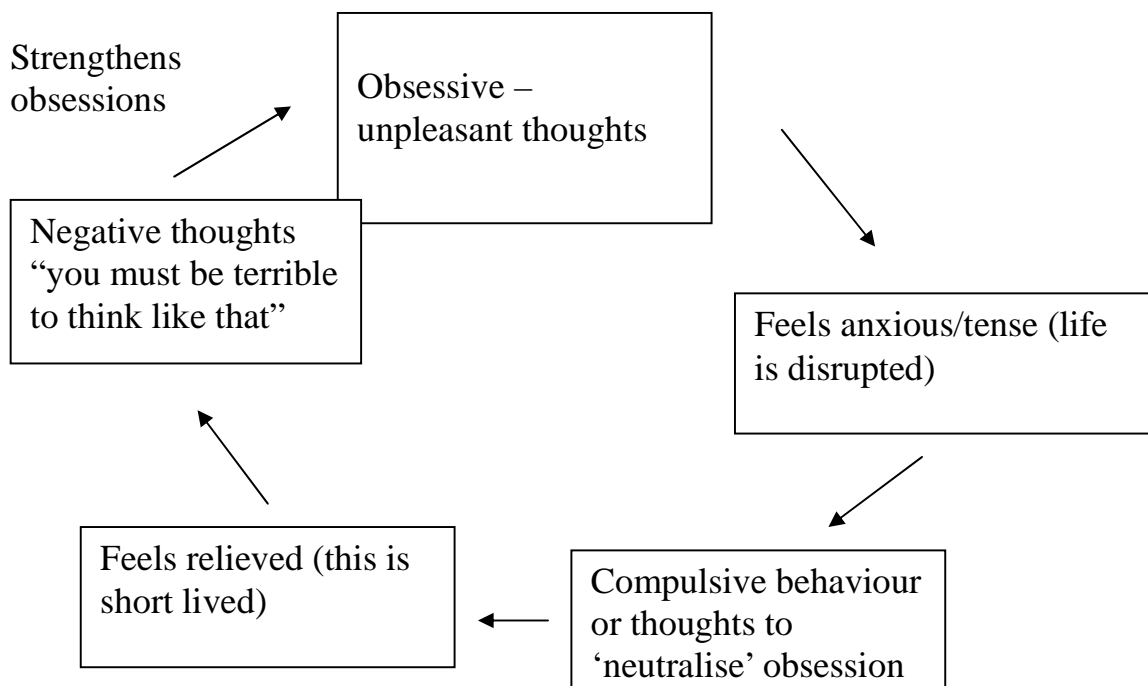 Strengthens
obsessions
Obsessive –
unpleasant thoughts
Negative thoughts
“you must be terrible
to think like that”
Feels anxious/tense (life
is disrupted)
Feels relieved (this is
short lived)
Compulsive behaviour
or thoughts to
‘neutralise’ obsession